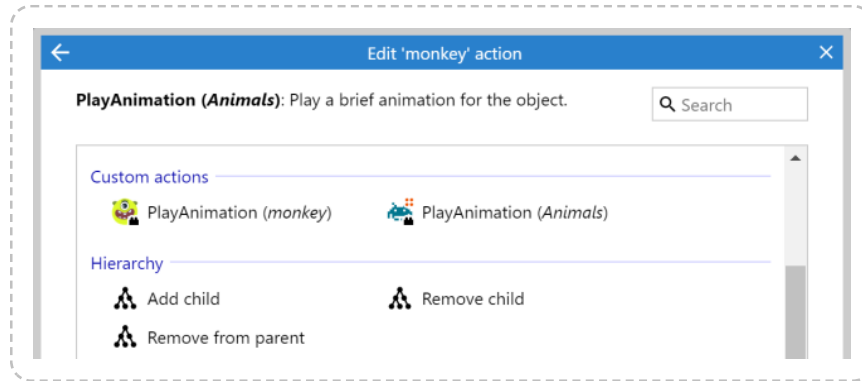 Edit 'monkey' action
PlayAnimation (Animals): Play a brief animation for the object.
Search
Custom actions
PlayAnimation (monkey)
PlayAnimation (Animals)
Hierarchy
Add child
Remove child
Remove from parent